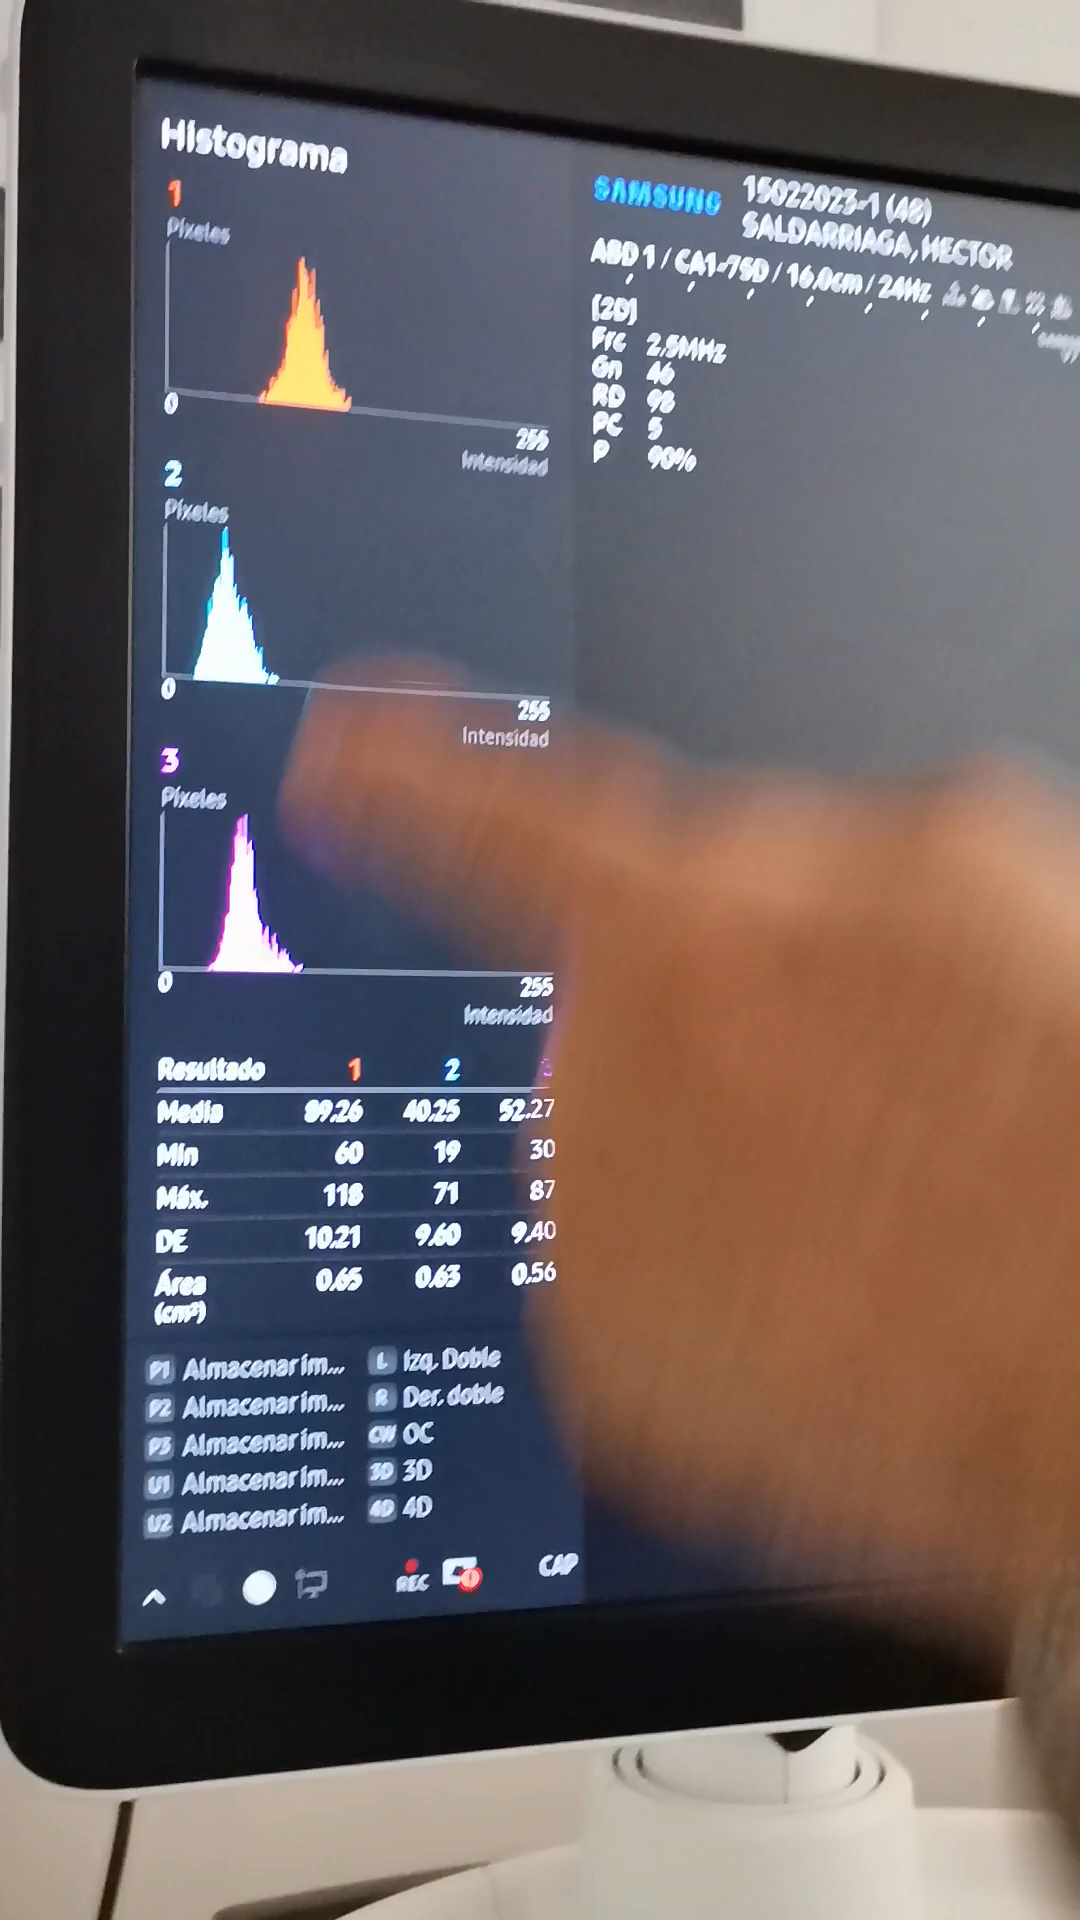 Histograma
1
Píxeles
0
255
Intensidad
2
Píxeles
0
255
Intensidad
3
Píxeles
0
255
Intensidad
Resultado 1 2 3
Media 89.26 40.25 52.27
Mín 60 19 30
Máx. 118 71 87
DE 10.21 9.60 9.40
Área 0.65 0.63 0.56
(cm²)
P1 Almacenar im... L Izq. Doble
P2 Almacenar im... R Der. doble
P3 Almacenar im... CW OC
U1 Almacenar im... 3D 3D
U2 Almacenar im... 4D 4D
REC CAP
SAMSUNG 15022023-1 (48)
SALDARRIAGA, HECTOR
ABD 1 / CA1-7SD / 16.0cm / 24Hz
[2D]
Frc 2.5MHz
Gn 46
RD 98
PC 5
P 90%